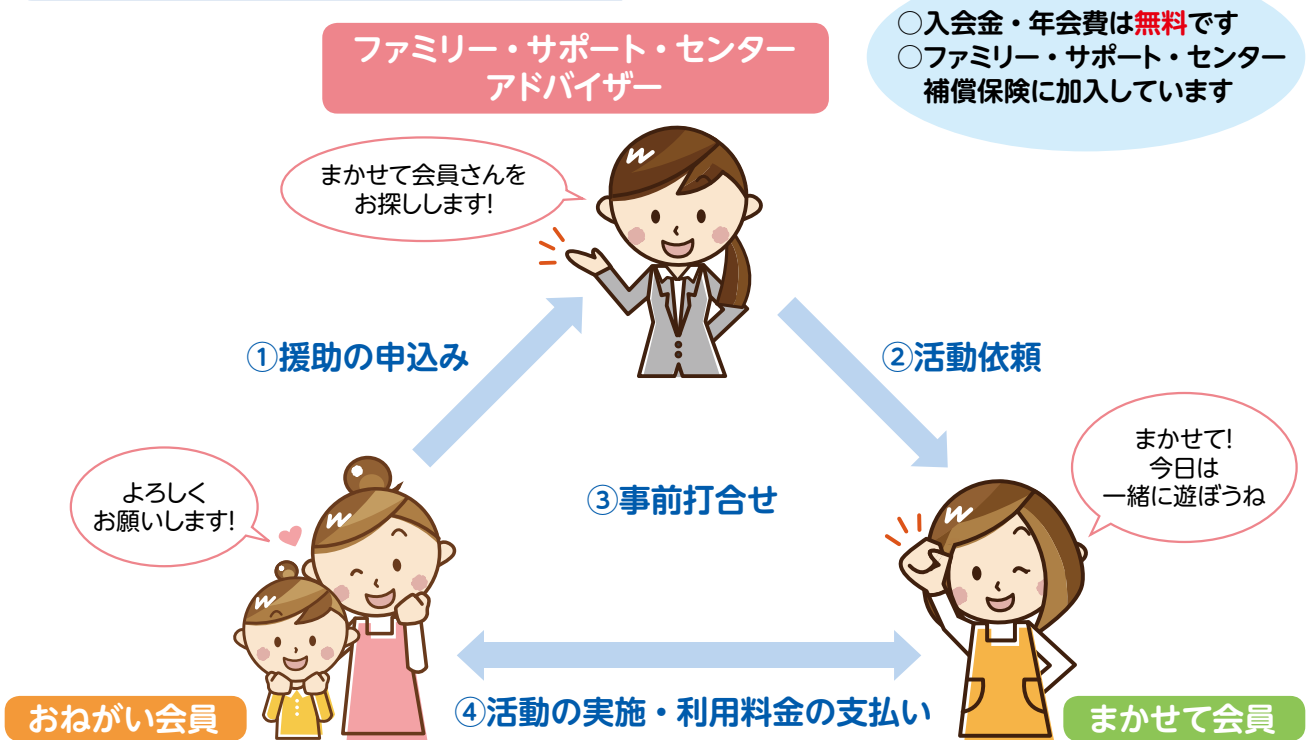 ファミリー・サポート・センター
アドバイザー
○入会金・年会費は無料です
○ファミリー・サポート・センター
補償保険に加入しています
まかせて会員さんを
お探しします!
①援助の申込み
②活動依頼
③事前打合せ
よろしく
お願いします!
まかせて!
今日は
一緒に遊ぼうね
④活動の実施・利用料金の支払い
おねがい会員
まかせて会員